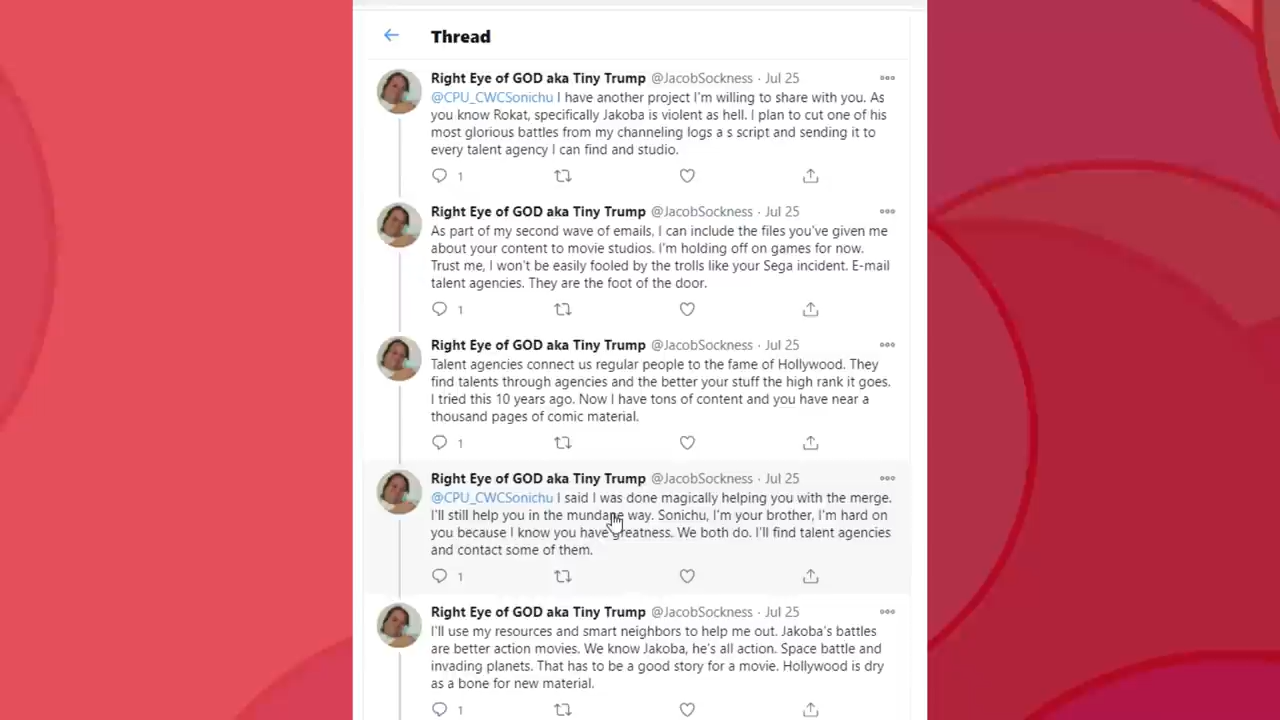 Thread
Right Eye of GOD aka Tiny Trump @JacobSockness · Jul 25
@CPU_CWCSonichu I have another project I'm willing to share with you. As
you know Rokat, specifically Jakoba is violent as hell. I plan to cut one of his
most glorious battles from my channeling logs a s script and sending it to
every talent agency I can find and studio.
1
Right Eye of GOD aka Tiny Trump @JacobSockness · Jul 25
As part of my second wave of emails, I can include the files you've given me
about your content to movie studios. I'm holding off on games for now.
Trust me, I won't be easily fooled by the trolls like your Sega incident. E-mail
talent agencies. They are the foot of the door.
1
Right Eye of GOD aka Tiny Trump @JacobSockness · Jul 25
Talent agencies connect us regular people to the fame of Hollywood. They
find talents through agencies and the better your stuff the high rank it goes.
I tried this 10 years ago. Now I have tons of content and you have near a
thousand pages of comic material.
1
Right Eye of GOD aka Tiny Trump @JacobSockness · Jul 25
@CPU_CWCSonichu I said I was done magically helping you with the merge.
I'll still help you in the mundane way. Sonichu, I'm your brother, I'm hard on
you because I know you have greatness. We both do. I'll find talent agencies
and contact some of them.
1
Right Eye of GOD aka Tiny Trump @JacobSockness · Jul 25
I'll use my resources and smart neighbors to help me out. Jakoba's battles
are better action movies. We know Jakoba, he's all action. Space battle and
invading planets. That has to be a good story for a movie. Hollywood is dry
as a bone for new material.
1